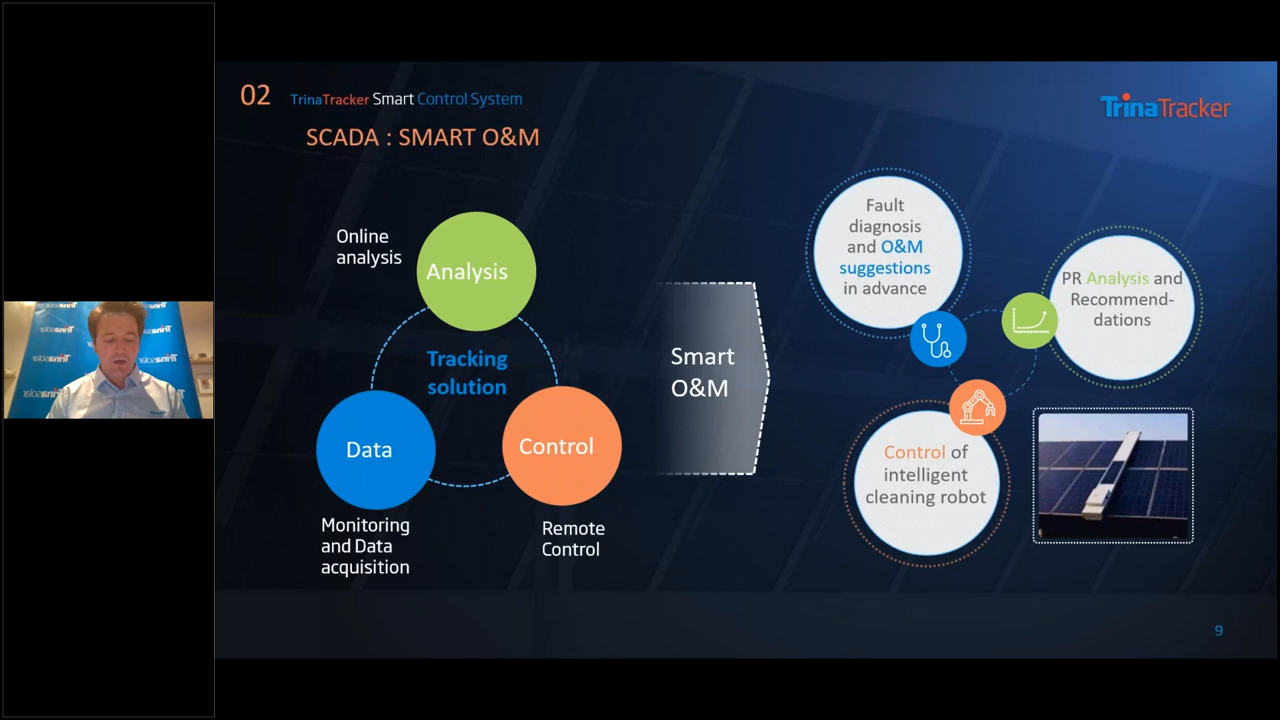 02
TrinaTracker Smart Control System
TrinaTracker
SCADA : SMART O&M
Online
analysis
Analysis
Tracking
solution
Data
Control
Monitoring
and Data
acquisition
Remote
Control
Smart
O&M
Fault
diagnosis
and O&M
suggestions
in advance
PR Analysis and
Recommend-
dations
Control of
intelligent
cleaning robot
9
Trinasolar
Trinasolar